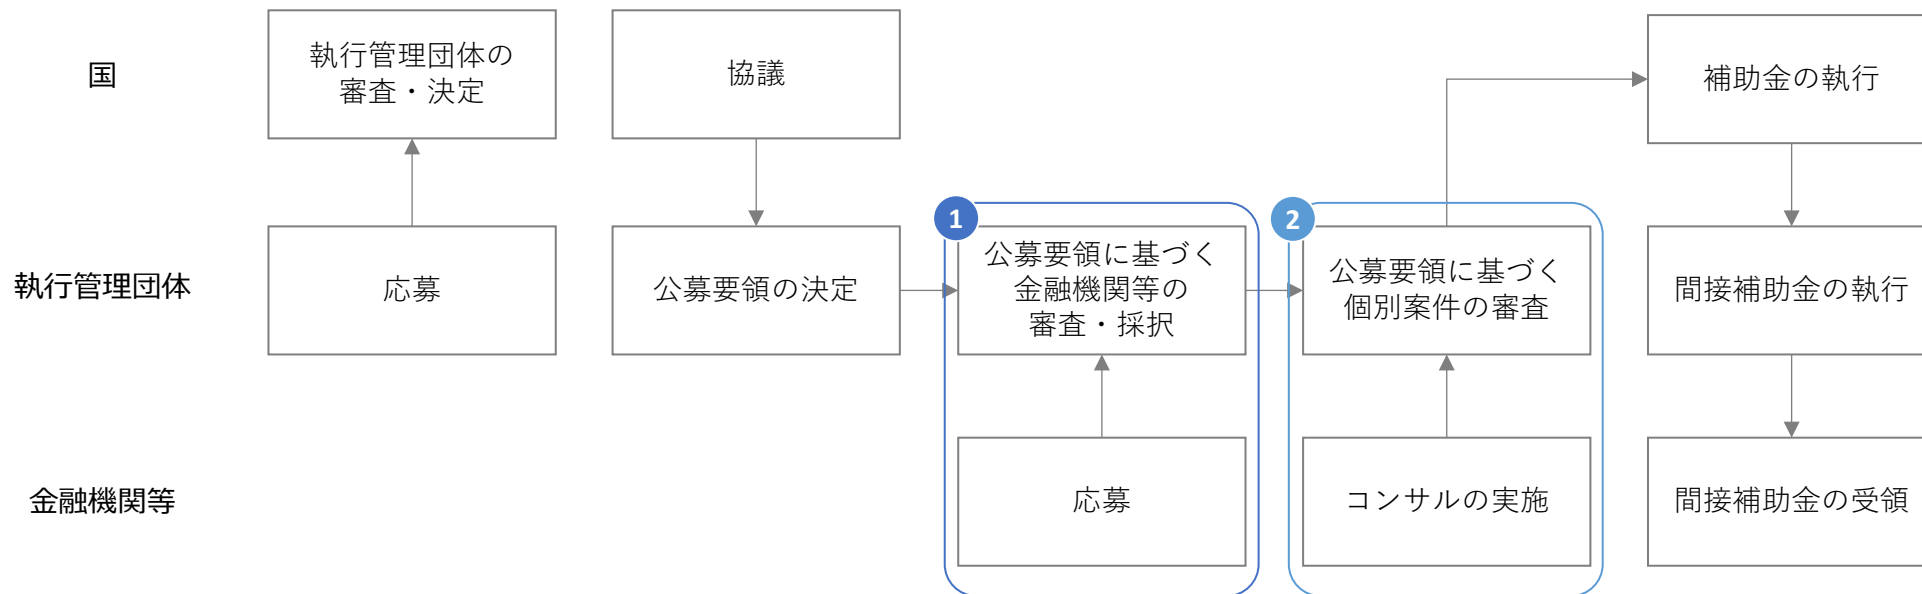 国
執行管理団体の
審査・決定
協議
補助金の執行
執行管理団体
応募
公募要領の決定
1
公募要領に基づく
金融機関等の
審査・採択
2
公募要領に基づく
個別案件の審査
間接補助金の執行
金融機関等
応募
コンサルの実施
間接補助金の受領